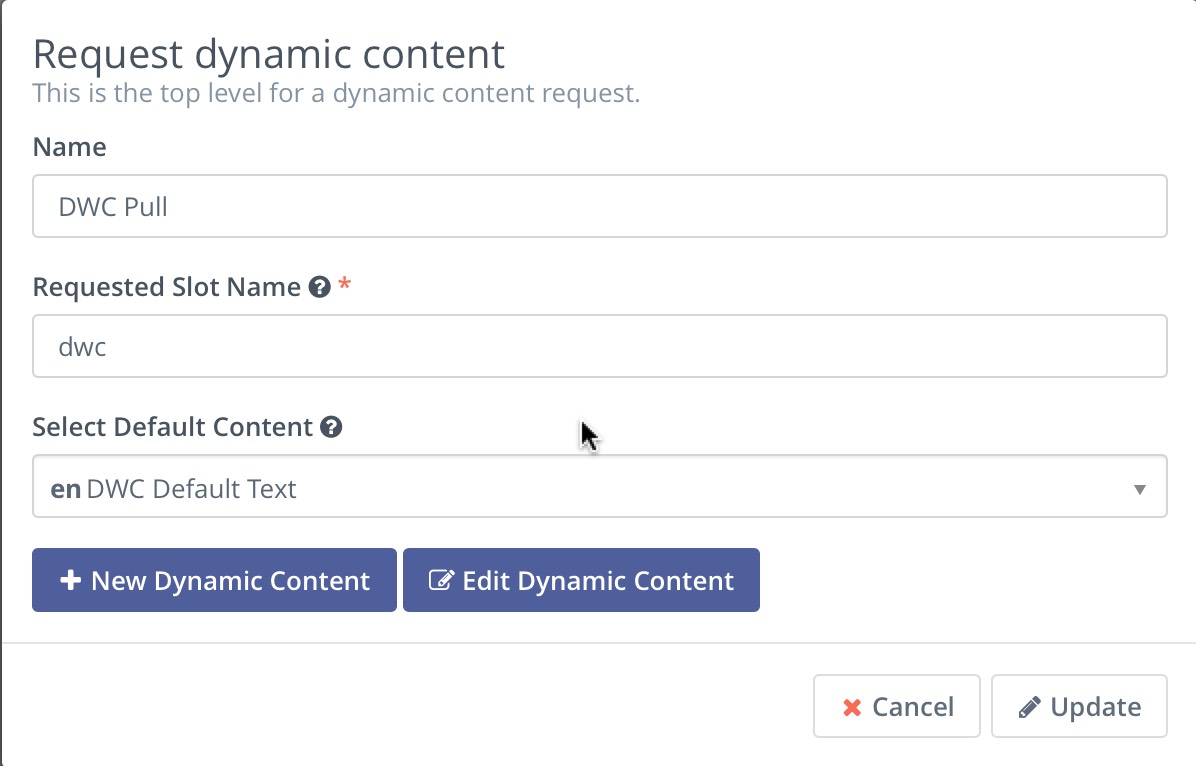 Request dynamic content
This is the top level for a dynamic content request.
Name
DWC Pull
Requested Slot Name ? *
dwc
Select Default Content ?
en DWC Default Text
New Dynamic Content Edit Dynamic Content
Cancel Update